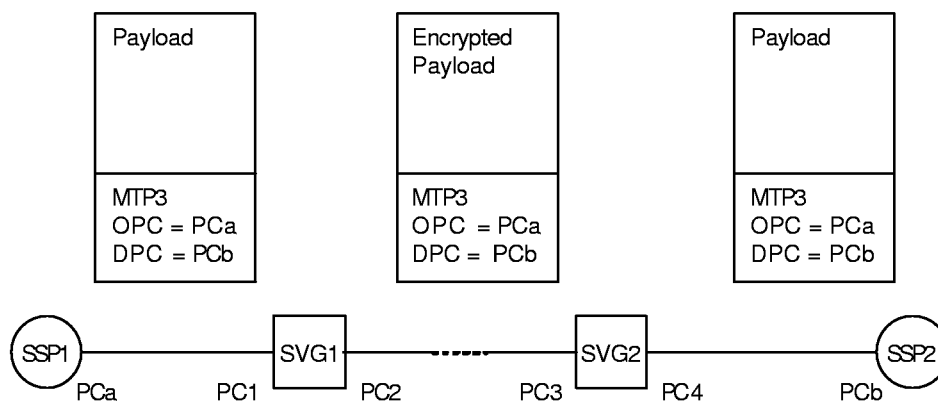 Payload
Encrypted
Payload
Payload
MTP3
OPC = PCa
DPC = PCb
MTP3
OPC = PCa
DPC = PCb
MTP3
OPC = PCa
DPC = PCb
SSP1
SVG1
SVG2
SSP2
PCa
PC1
PC2
PC3
PC4
PCb